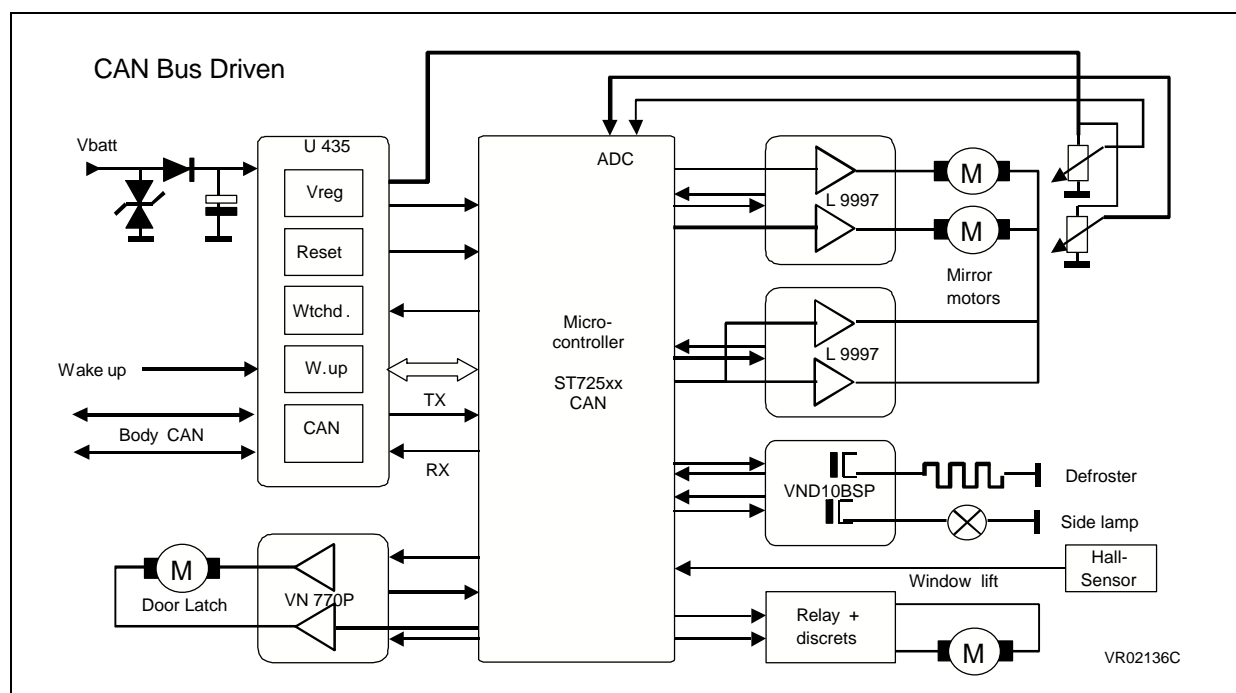 CAN Bus Driven
Vbatt
U 435
Vreg
Reset
Wtchd .
W.up
CAN
Wake up
Body CAN
TX
RX
ADC
Micro-
controller
ST725xx
CAN
L 9997
M
M
Mirror
motors
L 9997
VND10BSP
Defroster
Side lamp
Hall-
Sensor
Window lift
Relay +
discrets
M
M
Door Latch
VN 770P
VR02136C